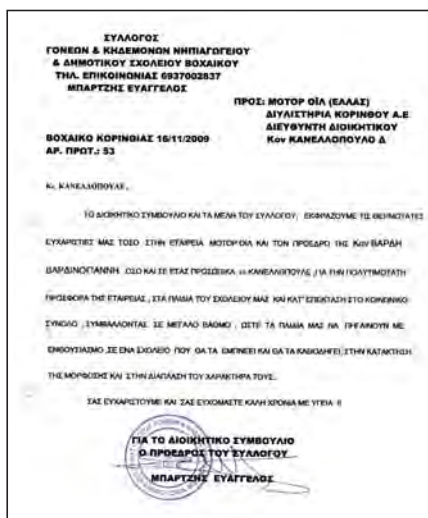 ΣΥΛΛΟΓΟΣ
ΓΟΝΕΩΝ & ΚΗΔΕΜΟΝΩΝ ΝΗΠΙΑΓΩΓΕΙΟΥ
& ΔΗΜΟΤΙΚΟΥ ΣΧΟΛΕΙΟΥ ΒΟΧΑΙΚΟΥ
ΤΗΛ. ΕΠΙΚΟΙΝΩΝΙΑΣ 6937002837
ΜΠΑΡΤΖΗΣ ΕΥΑΓΓΕΛΟΣ
ΠΡΟΣ: ΜΟΤΟΡ ΟΪΛ (ΕΛΛΑΣ)
ΔΙΥΛΙΣΤΗΡΙΑ ΚΟΡΙΝΘΟΥ Α.Ε
ΔΙΕΥΘΥΝΤΗ ΔΙΟΙΚΗΤΙΚΟΥ
Κον ΚΑΝΕΛΛΟΠΟΥΛΟ Δ
ΒΟΧΑΙΚΟ ΚΟΡΙΝΘΙΑΣ 16/11/2009
ΑΡ. ΠΡΩΤ.: 53
Κε. ΚΑΝΕΛΛΟΠΟΥΛΕ,
ΤΟ ΔΙΟΙΚΗΤΙΚΟ ΣΥΜΒΟΥΛΙΟ ΚΑΙ ΤΑ ΜΕΛΗ ΤΟΥ ΣΥΛΛΟΓΟΥ, ΕΚΦΡΑΖΟΥΜΕ ΤΙΣ ΘΕΡΜΟΤΑΤΕΣ
ΕΥΧΑΡΙΣΤΙΕΣ ΜΑΣ ΤΟΣΟ ΣΤΗΝ ΕΤΑΙΡΕΙΑ ΜΟΤΟΡ ΟΪΛ ΚΑΙ ΤΟΝ ΠΡΟΕΔΡΟ ΤΗΣ Κον ΒΑΡΔΗ
ΒΑΡΔΙΝΟΓΙΑΝΝΗ, ΟΣΟ ΚΑΙ ΣΕ ΕΣΑΣ ΠΡΟΣΩΠΙΚΑ κε ΚΑΝΕΛΛΟΠΟΥΛΕ, ΓΙΑ ΤΗΝ ΠΟΛΥΤΙΜΟΤΑΤΗ
ΠΡΟΣΦΟΡΑ ΤΗΣ ΕΤΑΙΡΕΙΑΣ, ΣΤΑ ΠΑΙΔΙΑ ΤΟΥ ΣΧΟΛΕΙΟΥ ΜΑΣ ΚΑΙ ΚΑΤ' ΕΠΕΚΤΑΣΗ ΣΤΟ ΚΟΙΝΩΝΙΚΟ
ΣΥΝΟΛΟ, ΣΥΜΒΑΛΛΟΝΤΑΣ ΣΕ ΜΕΓΑΛΟ ΒΑΘΜΟ, ΩΣΤΕ ΤΑ ΠΑΙΔΙΑ ΜΑΣ ΝΑ ΠΗΓΑΙΝΟΥΝ ΜΕ
ΕΝΘΟΥΣΙΑΣΜΟ, ΣΕ ΕΝΑ ΣΧΟΛΕΙΟ ΠΟΥ ΘΑ ΤΑ ΕΜΠΝΕΕΙ ΚΑΙ ΘΑ ΤΑ ΚΑΘΟΔΗΓΕΙ, ΣΤΗΝ ΚΑΤΑΚΤΗΣΗ
ΤΗΣ ΜΟΡΦΩΣΗΣ ΚΑΙ ΣΤΗΝ ΔΙΑΠΛΑΣΗ ΤΟΥ ΧΑΡΑΚΤΗΡΑ ΤΟΥΣ.
ΣΑΣ ΕΥΧΑΡΙΣΤΟΥΜΕ ΚΑΙ ΣΑΣ ΕΥΧΟΜΑΣΤΕ ΚΑΛΗ ΧΡΟΝΙΑ ΜΕ ΥΓΕΙΑ !!
ΓΙΑ ΤΟ ΔΙΟΙΚΗΤΙΚΟ ΣΥΜΒΟΥΛΙΟ
Ο ΠΡΟΕΔΡΟΣ ΤΟΥ ΣΥΛΛΟΓΟΥ
ΜΠΑΡΤΖΗΣ ΕΥΑΓΓΕΛΟΣ